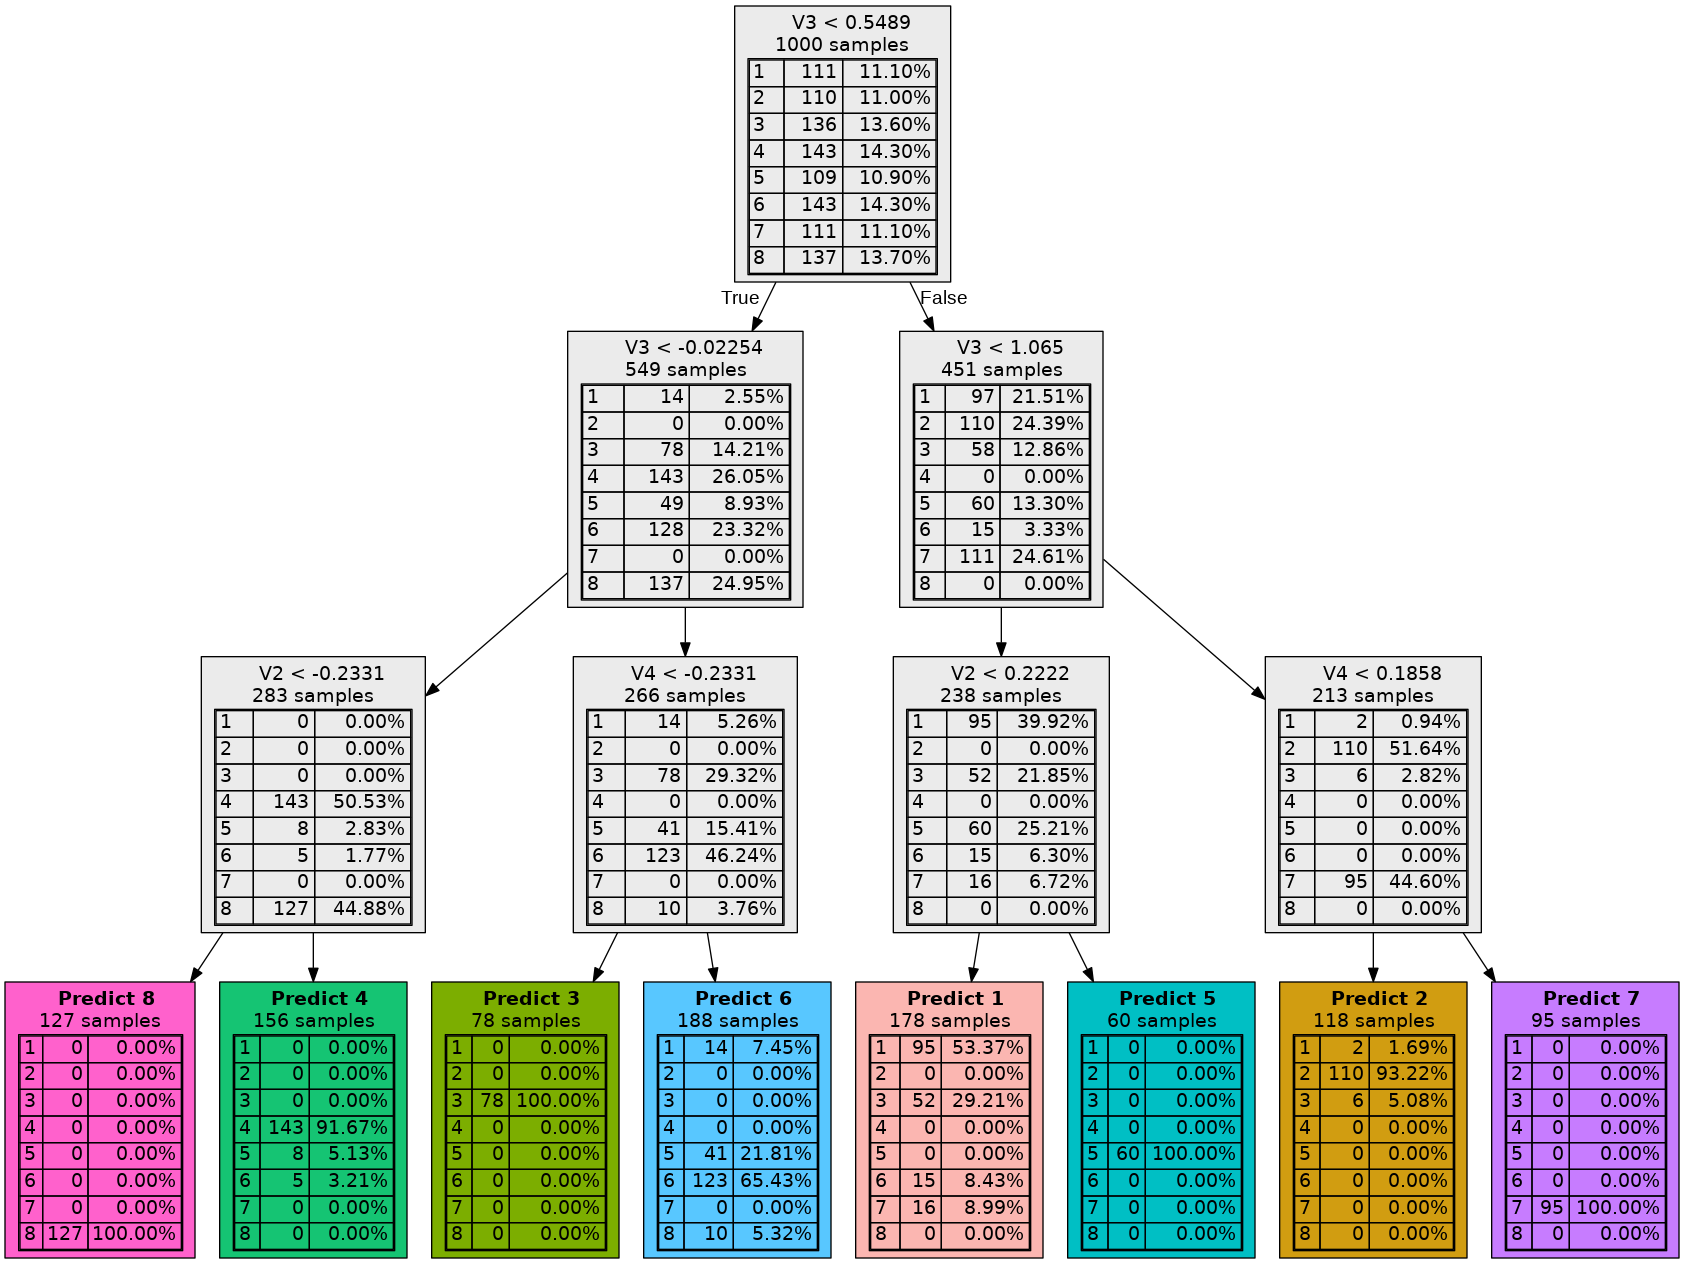 V3 < 0.5489
1000 samples
1 111 11.10%
2 110 11.00%
3 136 13.60%
4 143 14.30%
5 109 10.90%
6 143 14.30%
7 111 11.10%
8 137 13.70%
True
False
V3 < -0.02254
549 samples
1 14 2.55%
2 0 0.00%
3 78 14.21%
4 143 26.05%
5 49 8.93%
6 128 23.32%
7 0 0.00%
8 137 24.95%
V3 < 1.065
451 samples
1 97 21.51%
2 110 24.39%
3 58 12.86%
4 0 0.00%
5 60 13.30%
6 15 3.33%
7 111 24.61%
8 0 0.00%
V2 < -0.2331
283 samples
1 0 0.00%
2 0 0.00%
3 0 0.00%
4 143 50.53%
5 8 2.83%
6 5 1.77%
7 0 0.00%
8 127 44.88%
V4 < -0.2331
266 samples
1 14 5.26%
2 0 0.00%
3 78 29.32%
4 0 0.00%
5 41 15.41%
6 123 46.24%
7 0 0.00%
8 10 3.76%
V2 < 0.2222
238 samples
1 95 39.92%
2 0 0.00%
3 52 21.85%
4 0 0.00%
5 60 25.21%
6 15 6.30%
7 16 6.72%
8 0 0.00%
V4 < 0.1858
213 samples
1 2 0.94%
2 110 51.64%
3 6 2.82%
4 0 0.00%
5 0 0.00%
6 0 0.00%
7 95 44.60%
8 0 0.00%
Predict 8
127 samples
1 0 0.00%
2 0 0.00%
3 0 0.00%
4 0 0.00%
5 0 0.00%
6 0 0.00%
7 0 0.00%
8 127 100.00%
Predict 4
156 samples
1 0 0.00%
2 0 0.00%
3 0 0.00%
4 143 91.67%
5 8 5.13%
6 5 3.21%
7 0 0.00%
8 0 0.00%
Predict 3
78 samples
1 0 0.00%
2 0 0.00%
3 78 100.00%
4 0 0.00%
5 0 0.00%
6 0 0.00%
7 0 0.00%
8 0 0.00%
Predict 6
188 samples
1 14 7.45%
2 0 0.00%
3 0 0.00%
4 0 0.00%
5 41 21.81%
6 123 65.43%
7 0 0.00%
8 10 5.32%
Predict 1
178 samples
1 95 53.37%
2 0 0.00%
3 52 29.21%
4 0 0.00%
5 0 0.00%
6 15 8.43%
7 16 8.99%
8 0 0.00%
Predict 5
60 samples
1 0 0.00%
2 0 0.00%
3 0 0.00%
4 0 0.00%
5 60 100.00%
6 0 0.00%
7 0 0.00%
8 0 0.00%
Predict 2
118 samples
1 2 1.69%
2 110 93.22%
3 6 5.08%
4 0 0.00%
5 0 0.00%
6 0 0.00%
7 0 0.00%
8 0 0.00%
Predict 7
95 samples
1 0 0.00%
2 0 0.00%
3 0 0.00%
4 0 0.00%
5 0 0.00%
6 0 0.00%
7 95 100.00%
8 0 0.00%